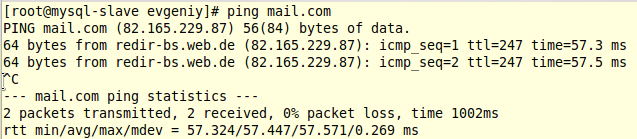 [root@mysql-slave evgeniy]# ping mail.com
PING mail.com (82.165.229.87) 56(84) bytes of data.
64 bytes from redir-bs.web.de (82.165.229.87): icmp_seq=1 ttl=247 time=57.3 ms
64 bytes from redir-bs.web.de (82.165.229.87): icmp_seq=2 ttl=247 time=57.5 ms
^C
--- mail.com ping statistics ---
2 packets transmitted, 2 received, 0% packet loss, time 1002ms
rtt min/avg/max/mdev = 57.324/57.447/57.571/0.269 ms